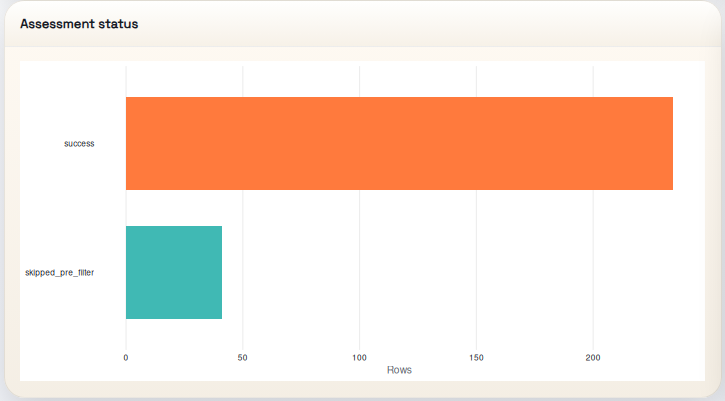 Assessment status
success
skipped_pre_filter
0 50 100 150 200
Rows